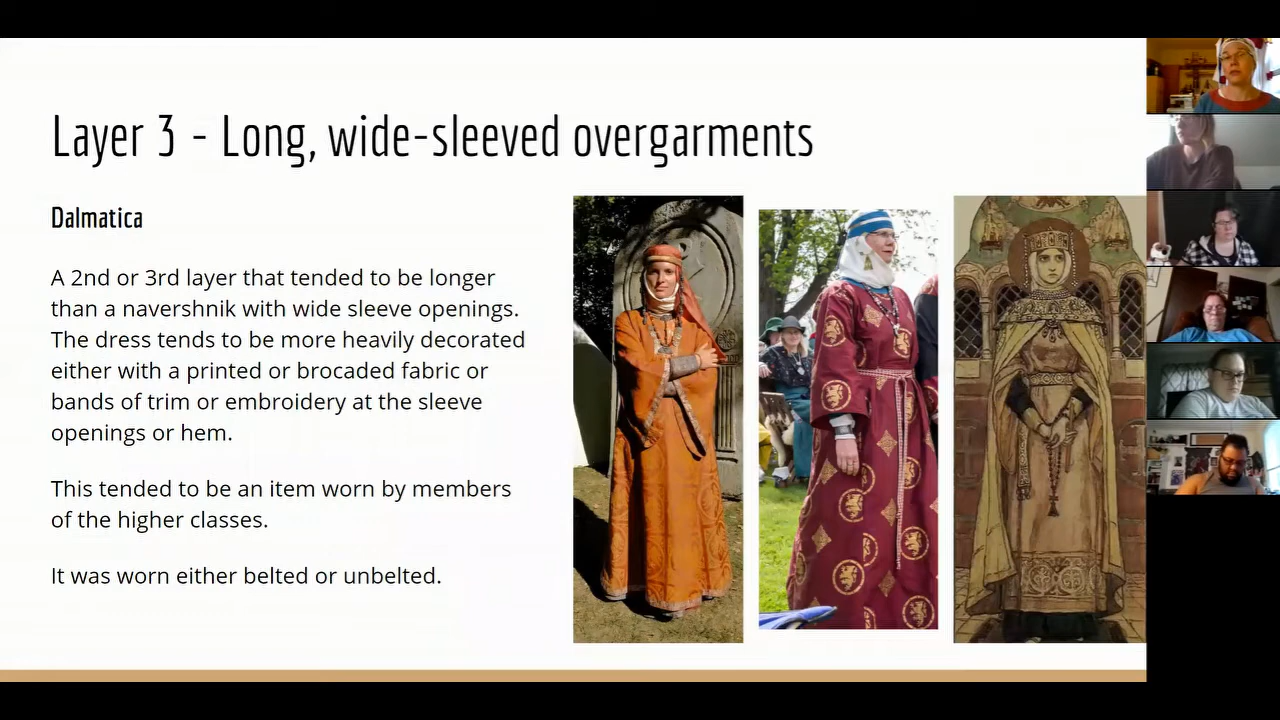 Layer 3 - Long, wide-sleeved overgarments
Dalmatica
A 2nd or 3rd layer that tended to be longer
than a navershnik with wide sleeve openings.
The dress tends to be more heavily decorated
either with a printed or brocaded fabric or
bands of trim or embroidery at the sleeve
openings or hem.
This tended to be an item worn by members
of the higher classes.
It was worn either belted or unbelted.